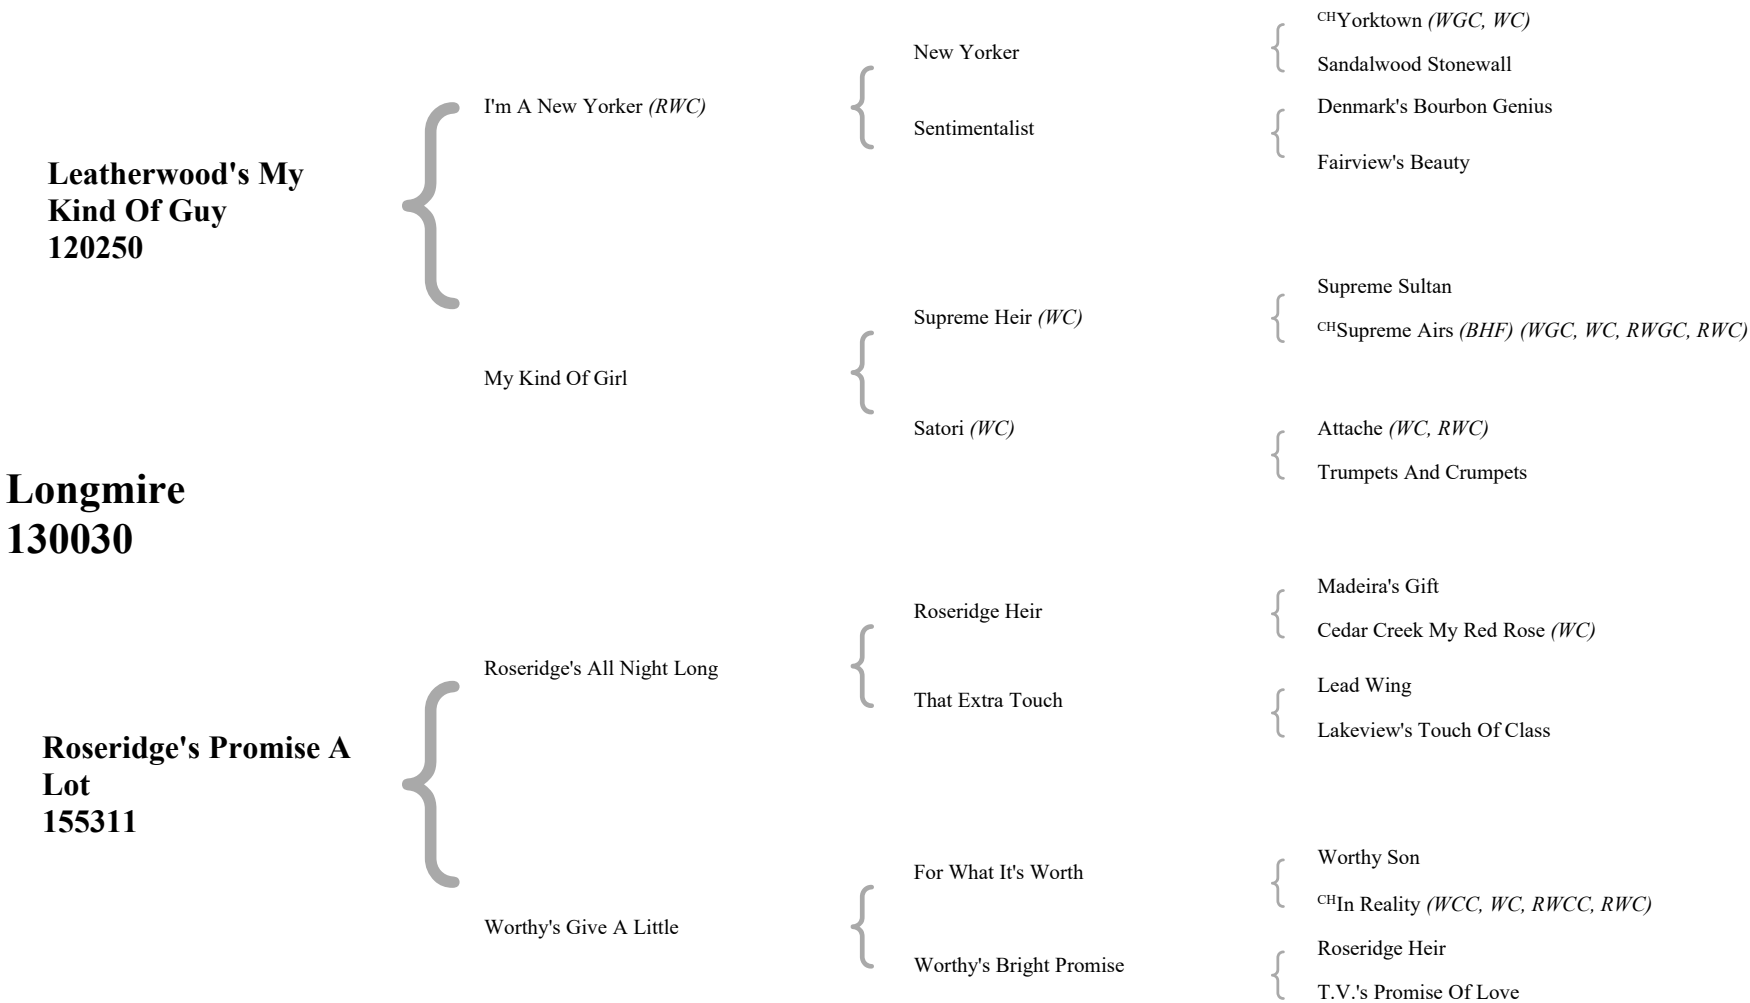 Longmire
130030
Leatherwood's My
Kind Of Guy
120250
I'm A New Yorker (RWC)
New Yorker
CHYorktown (WGC, WC)
Sandalwood Stonewall
Sentimentalist
Denmark's Bourbon Genius
Fairview's Beauty
My Kind Of Girl
Supreme Heir (WC)
Supreme Sultan
CHSupreme Airs (BHF) (WGC, WC, RWGC, RWC)
Satori (WC)
Attache (WC, RWC)
Trumpets And Crumpets
Roseridge's Promise A
Lot
155311
Roseridge's All Night Long
Roseridge Heir
Madeira's Gift
Cedar Creek My Red Rose (WC)
That Extra Touch
Lead Wing
Lakeview's Touch Of Class
Worthy's Give A Little
For What It's Worth
Worthy Son
CHIn Reality (WCC, WC, RWCC, RWC)
Worthy's Bright Promise
Roseridge Heir
T.V.'s Promise Of Love